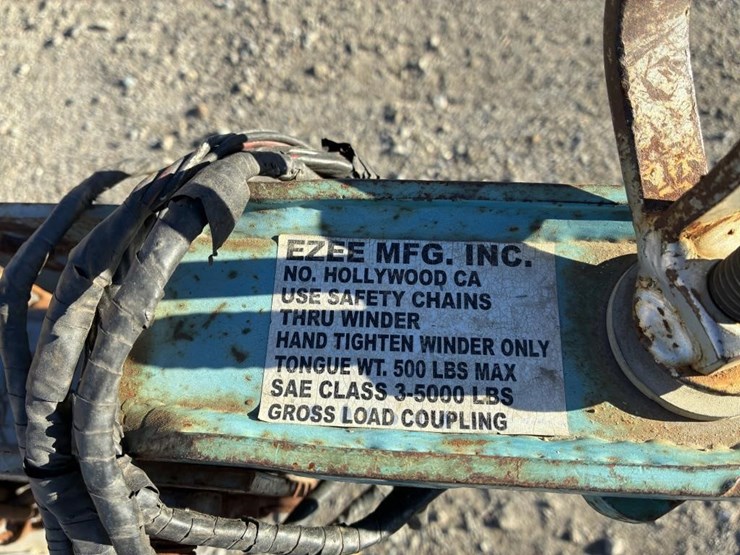 EZEE MFG. INC.
NO. HOLLYWOOD CA
USE SAFETY CHAINS
THRU WINDER
HAND TIGHTEN WINDER ONLY
TONGUE WT. 500 LBS MAX
SAE CLASS 3-5000 LBS
GROSS LOAD COUPLING